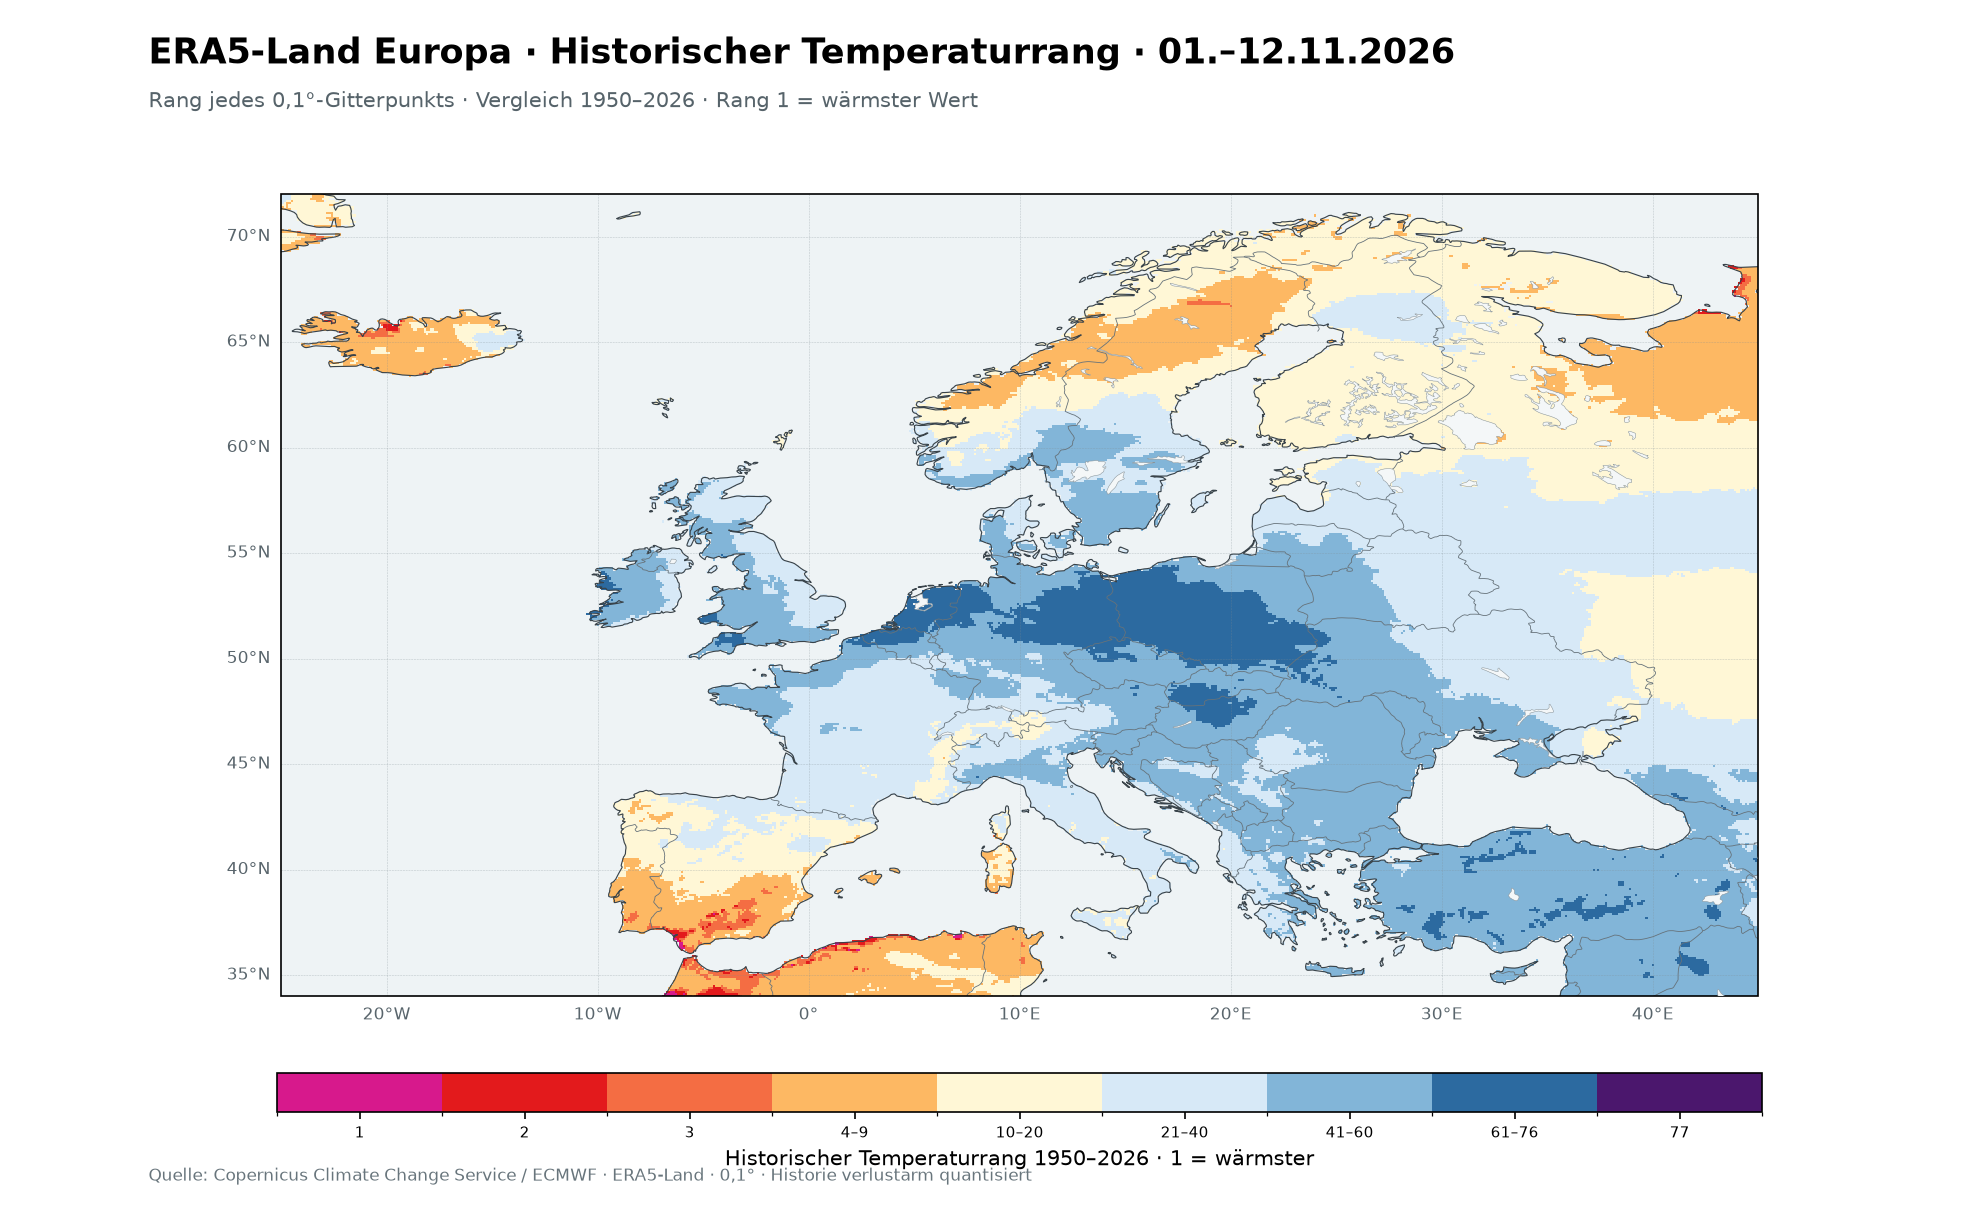 ERA5-Land Europa · Historischer Temperaturrang · 01.–12.11.2026
Rang jedes 0,1°-Gitterpunkts · Vergleich 1950–2026 · Rang 1 = wärmster Wert
70°N
65°N
60°N
55°N
50°N
45°N
40°N
35°N
20°W 10°W 0° 10°E 20°E 30°E 40°E
1 2 3 4–9 10–20 21–40 41–60 61–76 77
Historischer Temperaturrang 1950–2026 · 1 = wärmster
Quelle: Copernicus Climate Change Service / ECMWF · ERA5-Land · 0,1° · Historie verlustarm quantisiert